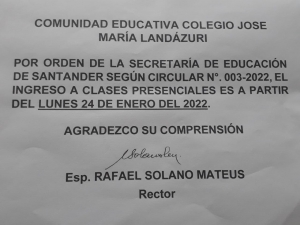 COMUNIDAD EDUCATIVA COLEGIO JOSE
MARÍA LANDÁZURI
POR ORDEN DE LA SECRETARÍA DE EDUCACIÓN
DE SANTANDER SEGÚN CIRCULAR N°. 003-2022, EL
INGRESO A CLASES PRESENCIALES ES A PARTIR
DEL LUNES 24 DE ENERO DEL 2022.
AGRADEZCO SU COMPRENSIÓN
Esp. RAFAEL SOLANO MATEUS
Rector